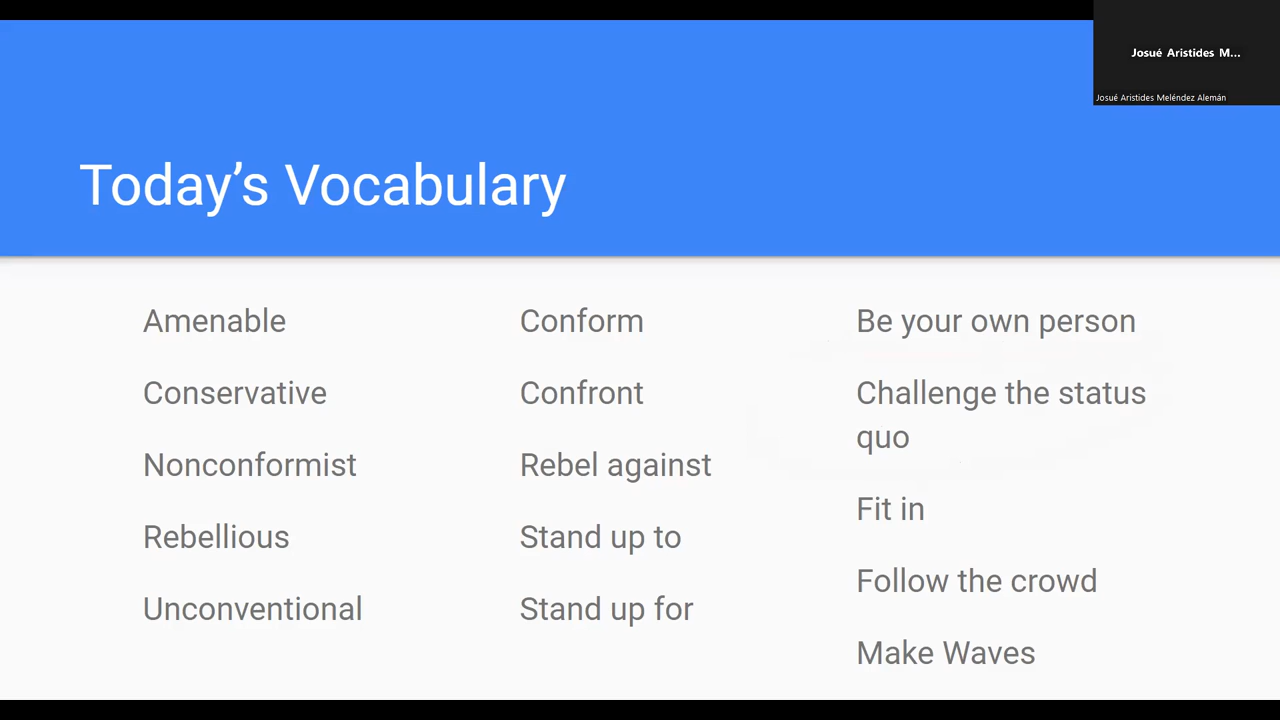 Josué Aristides M...
Josué Aristides Meléndez Alemán
Today’s Vocabulary
Amenable
Conservative
Nonconformist
Rebellious
Unconventional
Conform
Confront
Rebel against
Stand up to
Stand up for
Be your own person
Challenge the status
quo
Fit in
Follow the crowd
Make Waves